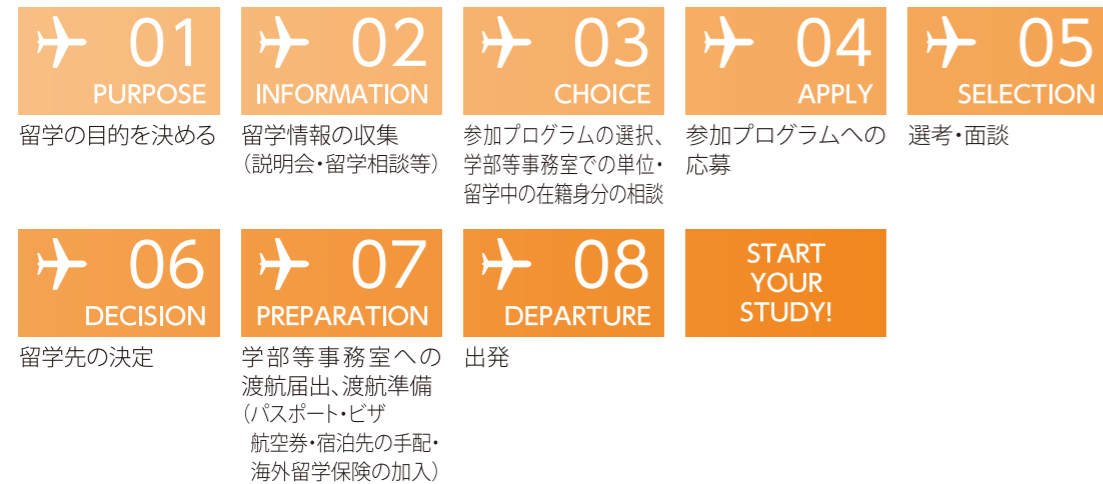 01
PURPOSE
留学の目的を決める
02
INFORMATION
留学情報の収集
（説明会・留学相談等）
03
CHOICE
参加プログラムの選択、
学部等事務室での単位・
留学中の在籍身分の相談
04
APPLY
参加プログラムへの
応募
05
SELECTION
選考・面談
06
DECISION
留学先の決定
07
PREPARATION
学部等事務室への
渡航届出、渡航準備
（パスポート・ビザ
航空券・宿泊先の手配・
海外留学保険の加入）
08
DEPARTURE
出発
START
YOUR
STUDY!